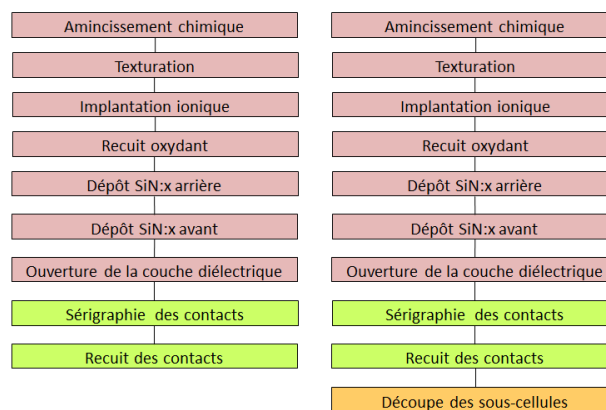 Amincissement chimique
Texturation
Implantation ionique
Recuit oxydant
Dépôt SiN:x arrière
Dépôt SiN:x avant
Ouverture de la couche diélectrique
Sérigraphie des contacts
Recuit des contacts
Amincissement chimique
Texturation
Implantation ionique
Recuit oxydant
Dépôt SiN:x arrière
Dépôt SiN:x avant
Ouverture de la couche diélectrique
Sérigraphie des contacts
Recuit des contacts
Découpe des sous-cellules